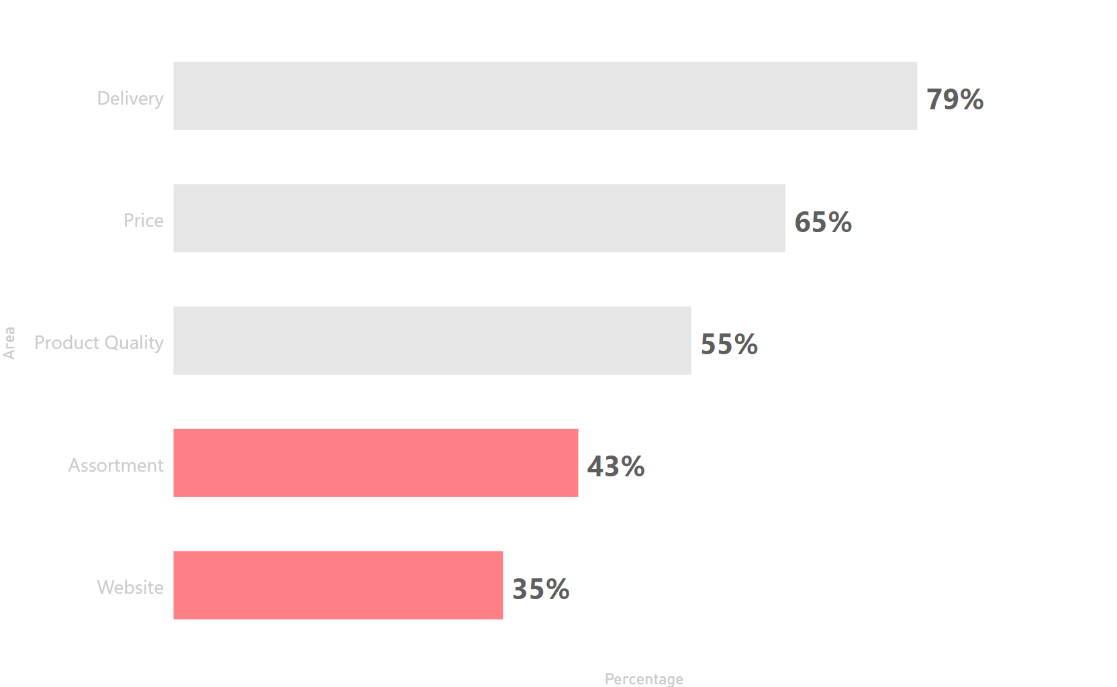 Delivery
79%
Price
65%
Area
Product Quality
55%
Assortment
43%
Website
35%
Percentage